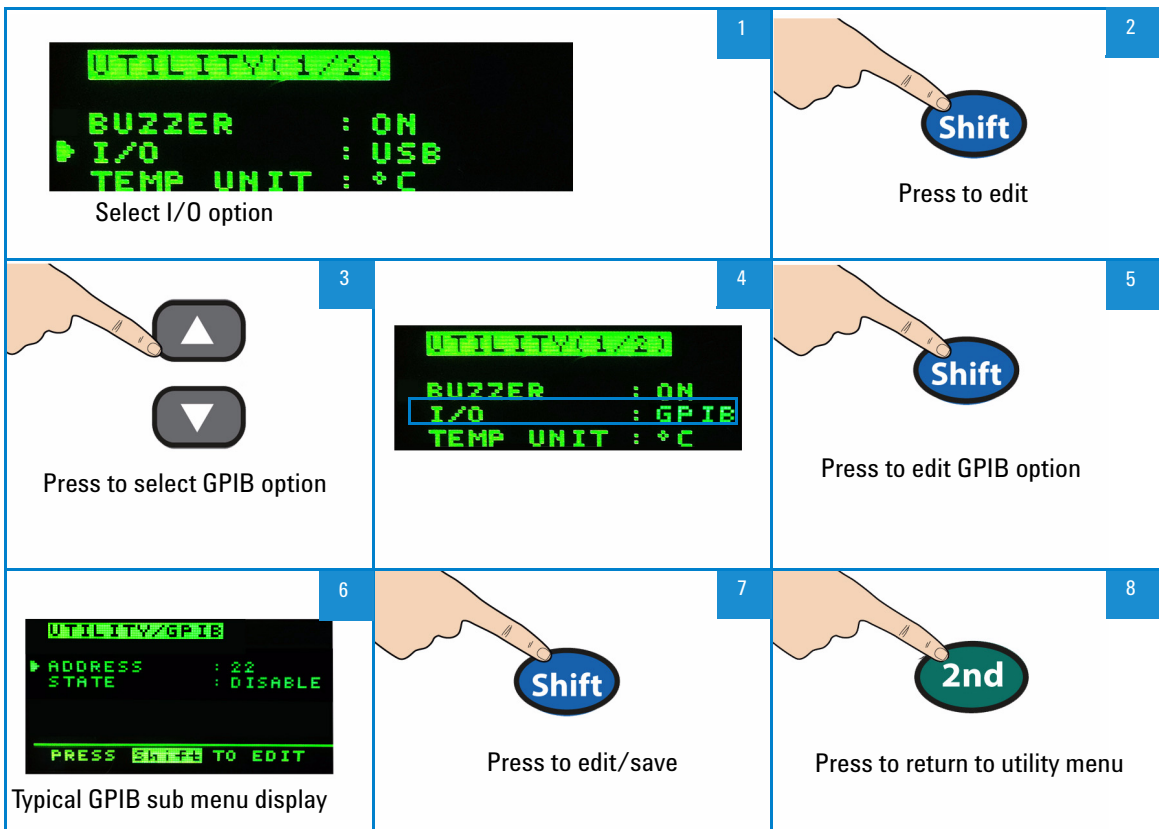 1
UTILITY(1/2)
BUZZER : ON
I/O : USB
TEMP UNIT : °C
Select I/O option
2
Shift
Press to edit
3
Press to select GPIB option
4
UTILITY(1/2)
BUZZER : ON
I/O : GPIB
TEMP UNIT : °C
5
Shift
Press to edit GPIB option
6
UTILITY/GPIB
ADDRESS : 22
STATE : DISABLE
PRESS Shift TO EDIT
Typical GPIB sub menu display
7
Shift
Press to edit/save
8
2nd
Press to return to utility menu